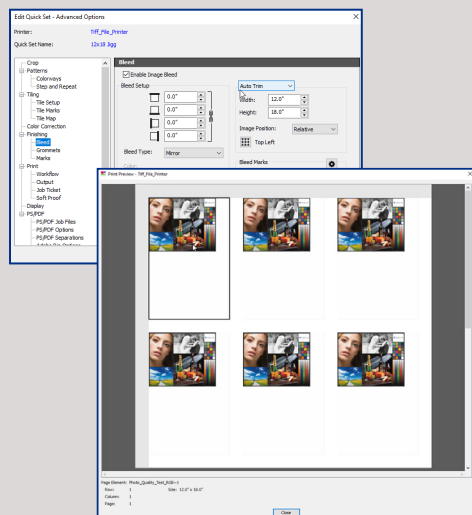 Edit Quick Set - Advanced Options
Printer: Tiff_File_Printer
Quick Set Name: 12x18 3gg
Crop
Patterns
Colorways
Step and Repeat
Tiling
Tile Setup
Tile Marks
Tile Map
Color Correction
Finishing
Bleed
Grommets
Marks
Print
Workflow
Output
Job Ticket
Soft Proof
Display
PS/PDF
PS/PDF Job Files
PS/PDF Options
PS/PDF Separations
Bleed
Enable Image Bleed
Bleed Setup
0.0"
0.0"
0.0"
0.0"
Bleed Type: Mirror
Color:
Auto Trim
Width: 12.0"
Height: 18.0"
Image Position: Relative
Top Left
Bleed Marks
Print Preview - Tiff_File_Printer
Page Element: Photo_Quality_Test_RGB~1
Row: 1 Size: 12.0" x 18.0"
Column: 1
Page: 1
Close